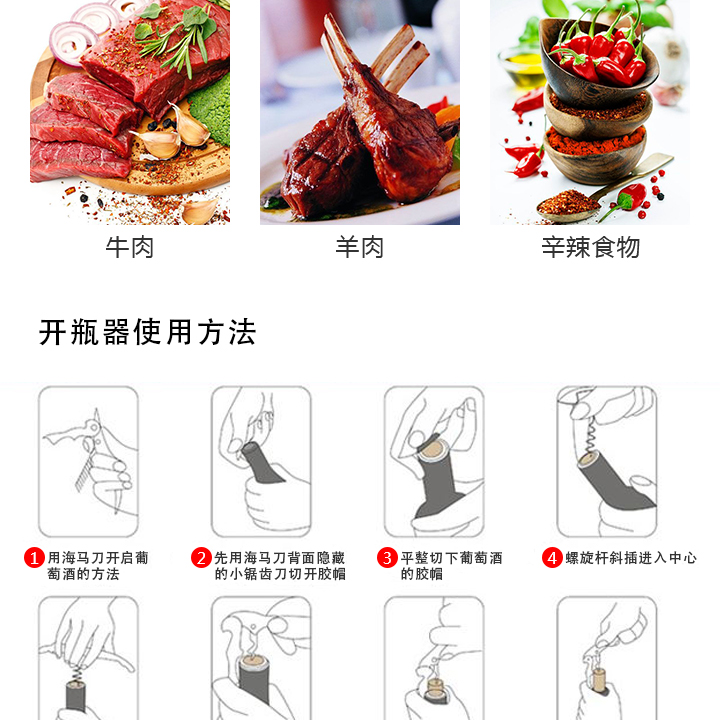 牛肉
羊肉
辛辣食物
开瓶器使用方法
1 用海马刀开启葡
萄酒的方法
2 先用海马刀背面隐藏
的小锯齿刀切开胶帽
3 平整切下葡萄酒
的胶帽
4 螺旋杆斜插进入中心